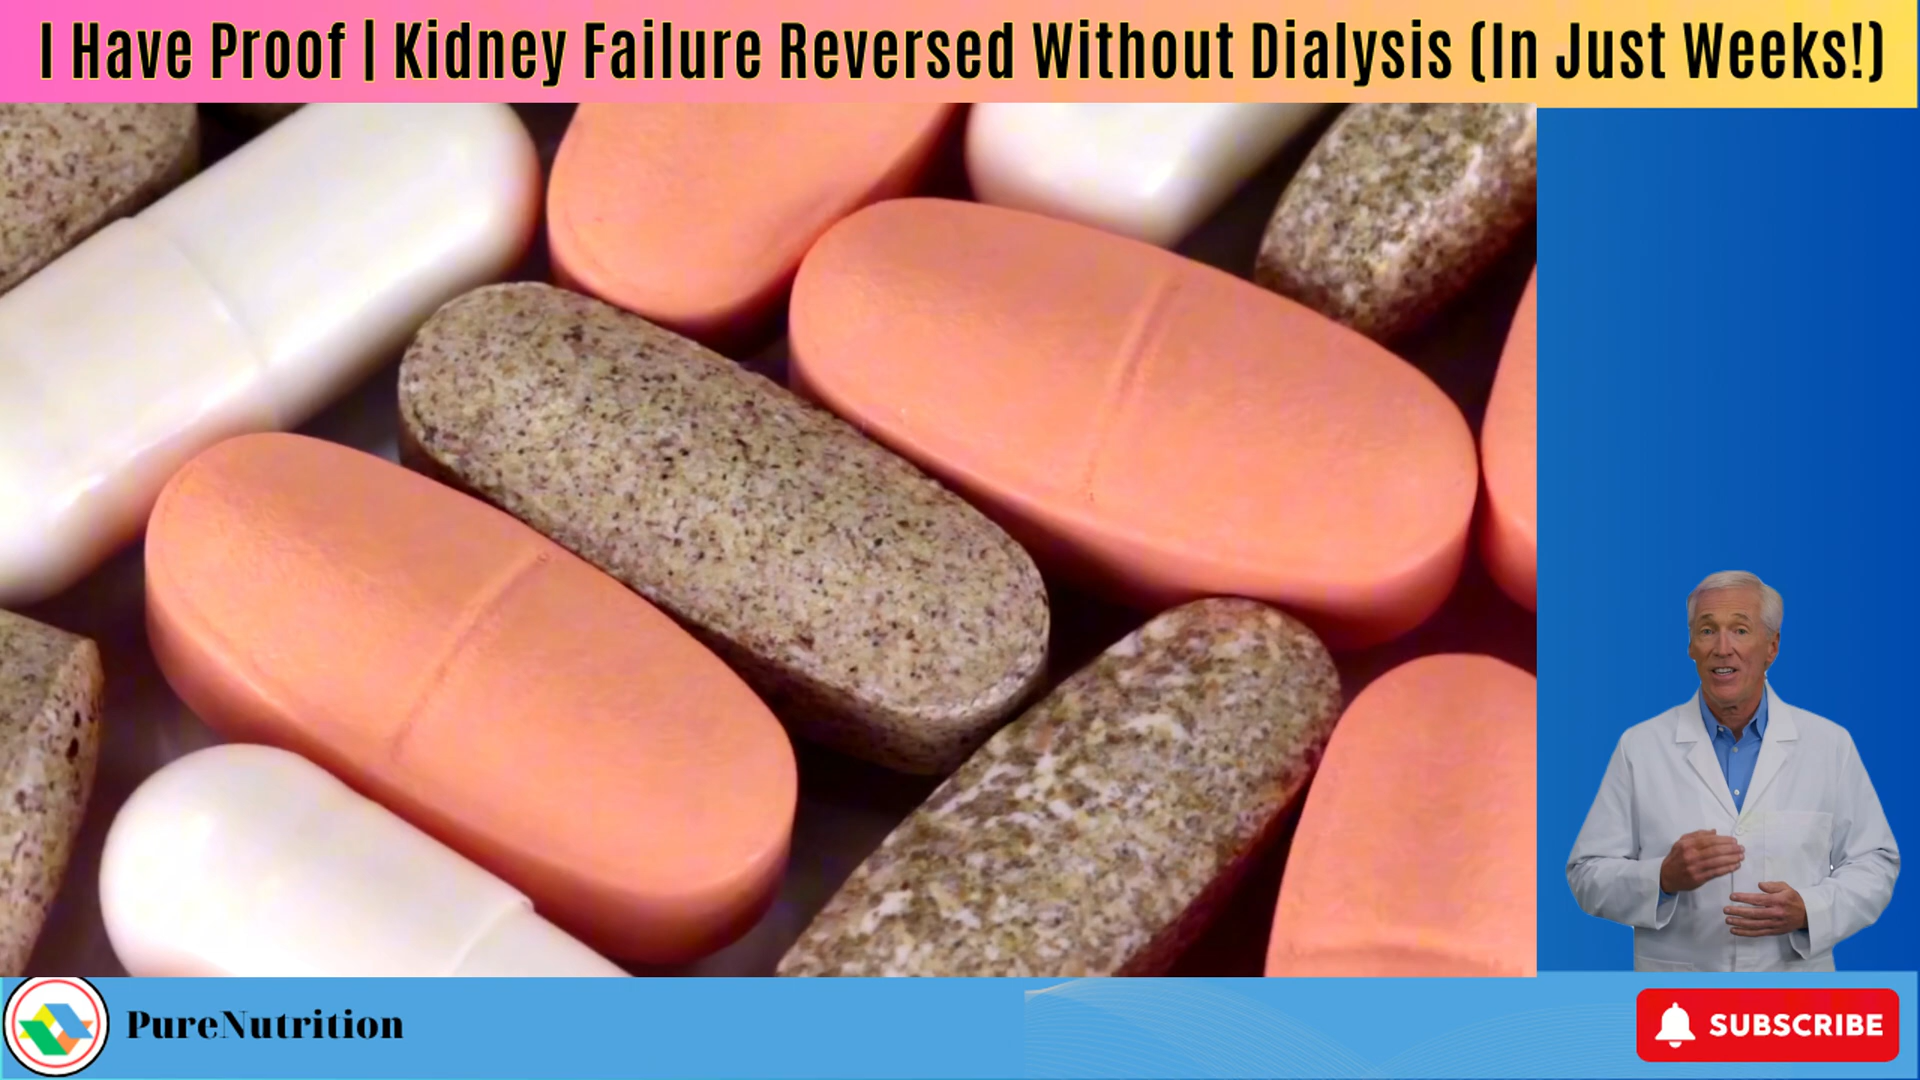 I Have Proof | Kidney Failure Reversed Without Dialysis (In Just Weeks!)
PureNutrition
SUBSCRIBE